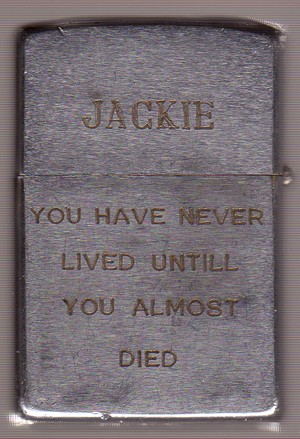 JACKIE
YOU HAVE NEVER
LIVED UNTILL
YOU ALMOST
DIED